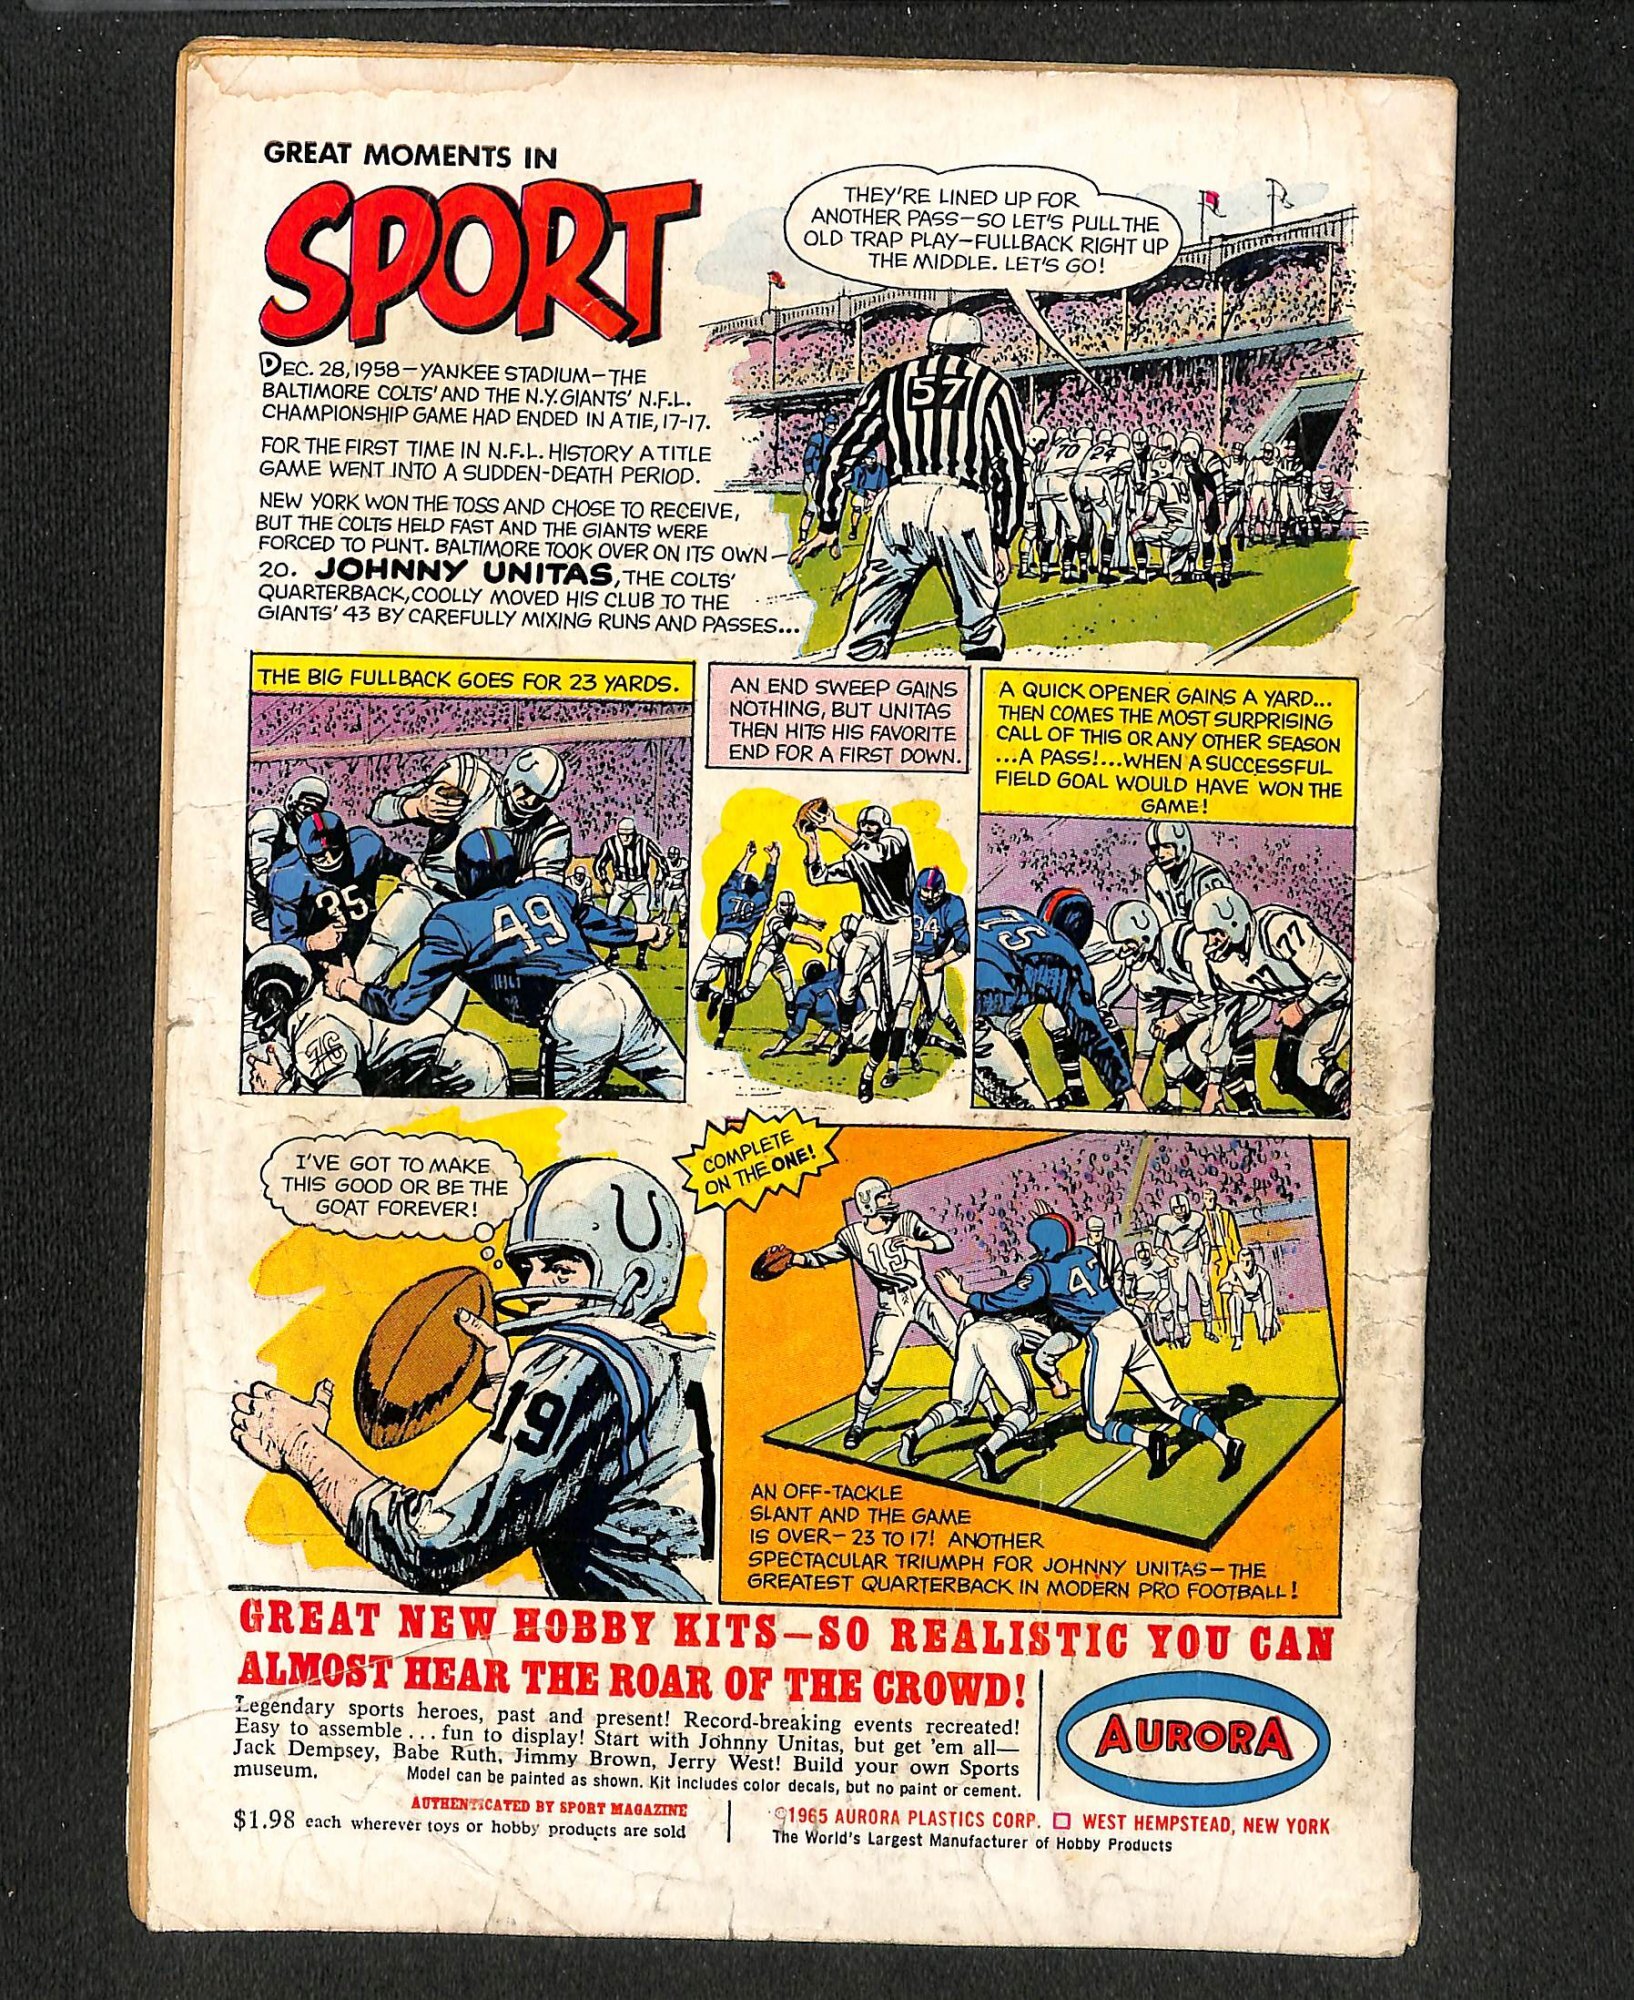 GREAT MOMENTS IN
SPORT
DEC. 28, 1958—YANKEE STADIUM—THE
BALTIMORE COLTS' AND THE N.Y. GIANTS' N.F.L.
CHAMPIONSHIP GAME HAD ENDED IN A TIE, 17-17.
FOR THE FIRST TIME IN N.F.L. HISTORY A TITLE
GAME WENT INTO A SUDDEN-DEATH PERIOD.
NEW YORK WON THE TOSS AND CHOSE TO RECEIVE,
BUT THE COLTS HELD FAST AND THE GIANTS WERE
FORCED TO PUNT. BALTIMORE TOOK OVER ON ITS OWN—
20. JOHNNY UNITAS, THE COLTS'
QUARTERBACK, COOLLY MOVED HIS CLUB TO THE
GIANTS' 43 BY CAREFULLY MIXING RUNS AND PASSES...
THEY'RE LINED UP FOR
ANOTHER PASS—SO LET'S PULL THE
OLD TRAP PLAY—FULLBACK RIGHT UP
THE MIDDLE. LET'S GO!
57
70 24
THE BIG FULLBACK GOES FOR 23 YARDS.
35
49
76
AN END SWEEP GAINS
NOTHING, BUT UNITAS
THEN HITS HIS FAVORITE
END FOR A FIRST DOWN.
76
84
A QUICK OPENER GAINS A YARD...
THEN COMES THE MOST SURPRISING
CALL OF THIS OR ANY OTHER SEASON
...A PASS!...WHEN A SUCCESSFUL
FIELD GOAL WOULD HAVE WON THE
GAME!
75
77
77
I'VE GOT TO MAKE
THIS GOOD OR BE THE
GOAT FOREVER!
19
COMPLETE
ON THE ONE!
19
42
AN OFF-TACKLE
SLANT AND THE GAME
IS OVER—23 TO 17! ANOTHER
SPECTACULAR TRIUMPH FOR JOHNNY UNITAS—THE
GREATEST QUARTERBACK IN MODERN PRO FOOTBALL!
GREAT NEW HOBBY KITS—SO REALISTIC YOU CAN
ALMOST HEAR THE ROAR OF THE CROWD!
Legendary sports heroes, past and present! Record-breaking events recreated!
Easy to assemble...fun to display! Start with Johnny Unitas, but get 'em all—
Jack Dempsey, Babe Ruth, Jimmy Brown, Jerry West! Build your own Sports
museum. Model can be painted as shown. Kit includes color decals, but no paint or cement.
AURORA
AUTHENTICATED BY SPORT MAGAZINE
$1.98 each wherever toys or hobby products are sold
©1965 AURORA PLASTICS CORP. □ WEST HEMPSTEAD, NEW YORK
The World's Largest Manufacturer of Hobby Products